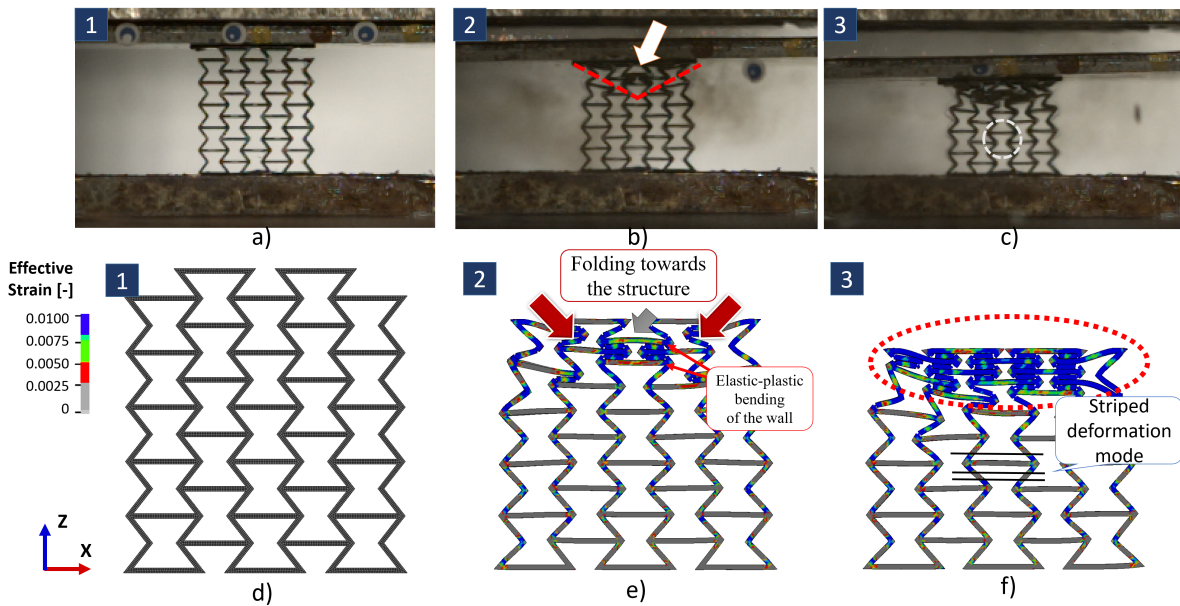 1
2
3
a)
b)
c)
Effective
Strain [-]
0.0100
0.0075
0.0050
0.0025
0
1
Z
X
d)
2
Folding towards
the structure
Elastic-plastic
bending
of the wall
e)
3
Striped
deformation
mode
f)